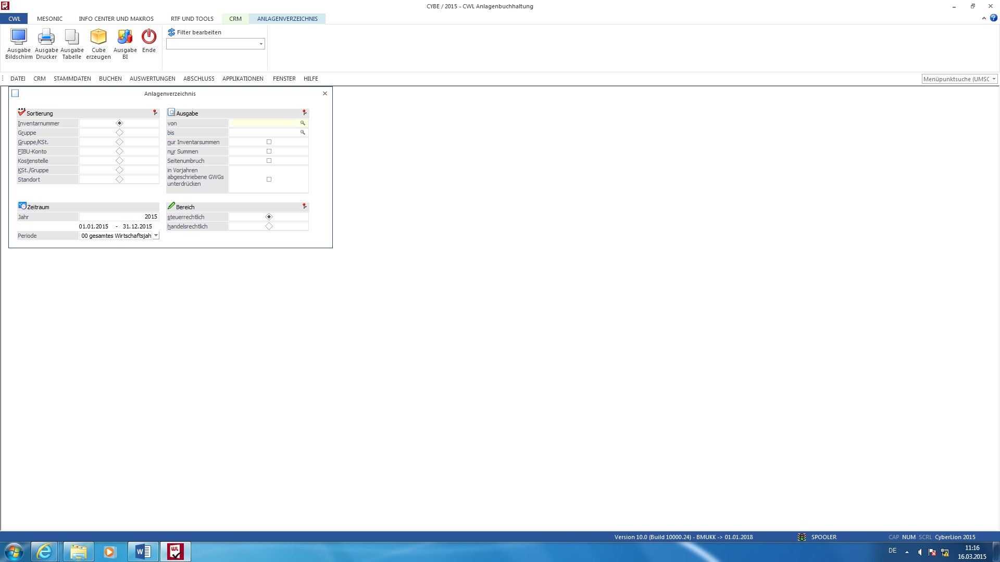 CYBE / 2015 - CWL Anlagenbuchhaltung
CWL MESONIC INFO CENTER UND MAKROS RTF UND TOOLS CRM ANLAGENVERZEICHNIS
Filter bearbeiten
Ausgabe Bildschirm
Ausgabe Drucker
Ausgabe Tabelle
Cube erzeugen
Ausgabe BI
Ende
DATEI CRM STAMMDATEN BUCHEN AUSWERTUNGEN ABSCHLUSS APPLIKATIONEN FENSTER HILFE
Menüpunktsuche (UMSC
Anlagenverzeichnis
Sortierung
Inventarnummer
Gruppe
Gruppe/KSt.
FIBU-Konto
Kostenstelle
KSt./Gruppe
Standort
Ausgabe
von
bis
nur Inventarsummen
nur Summen
Seitenumbruch
in Vorjahren
abgeschriebene GWGs
unterdrücken
Zeitraum
Jahr 2015
01.01.2015 - 31.12.2015
Periode 00 gesamtes Wirtschaftsjah
Bereich
steuerrechtlich
handelsrechtlich
Version 10.0 (Build 10000.24) - BMUKK -> 01.01.2018 SPOOLER CAP NUM SCRL CyberLion 2015
DE 11:16
16.03.2015